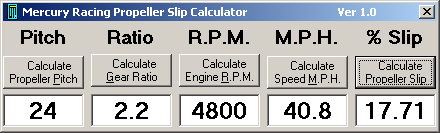 Mercury Racing Propeller Slip Calculator Ver 1.0
Pitch Ratio R.P.M. M.P.H. % Slip
Calculate Calculate Calculate Calculate Calculate
Propeller Pitch Gear Ratio Engine R.P.M. Speed M.P.H. Propeller Slip
24 2.2 4800 40.8 17.71